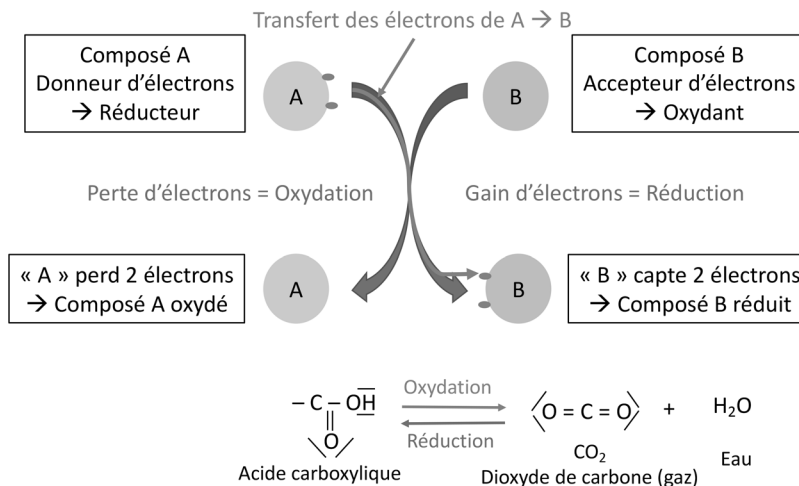 Transfert des électrons de A → B
Composé A
Donneur d’électrons
→ Réducteur
A
B
Composé B
Accepteur d’électrons
→ Oxydant
Perte d’électrons = Oxydation
Gain d’électrons = Réduction
« A » perd 2 électrons
→ Composé A oxydé
A
B
« B » capte 2 électrons
→ Composé B réduit
– C – OH
O
Acide carboxylique
Oxydation
Réduction
O = C = O
CO₂
Dioxyde de carbone (gaz)
+
H₂O
Eau